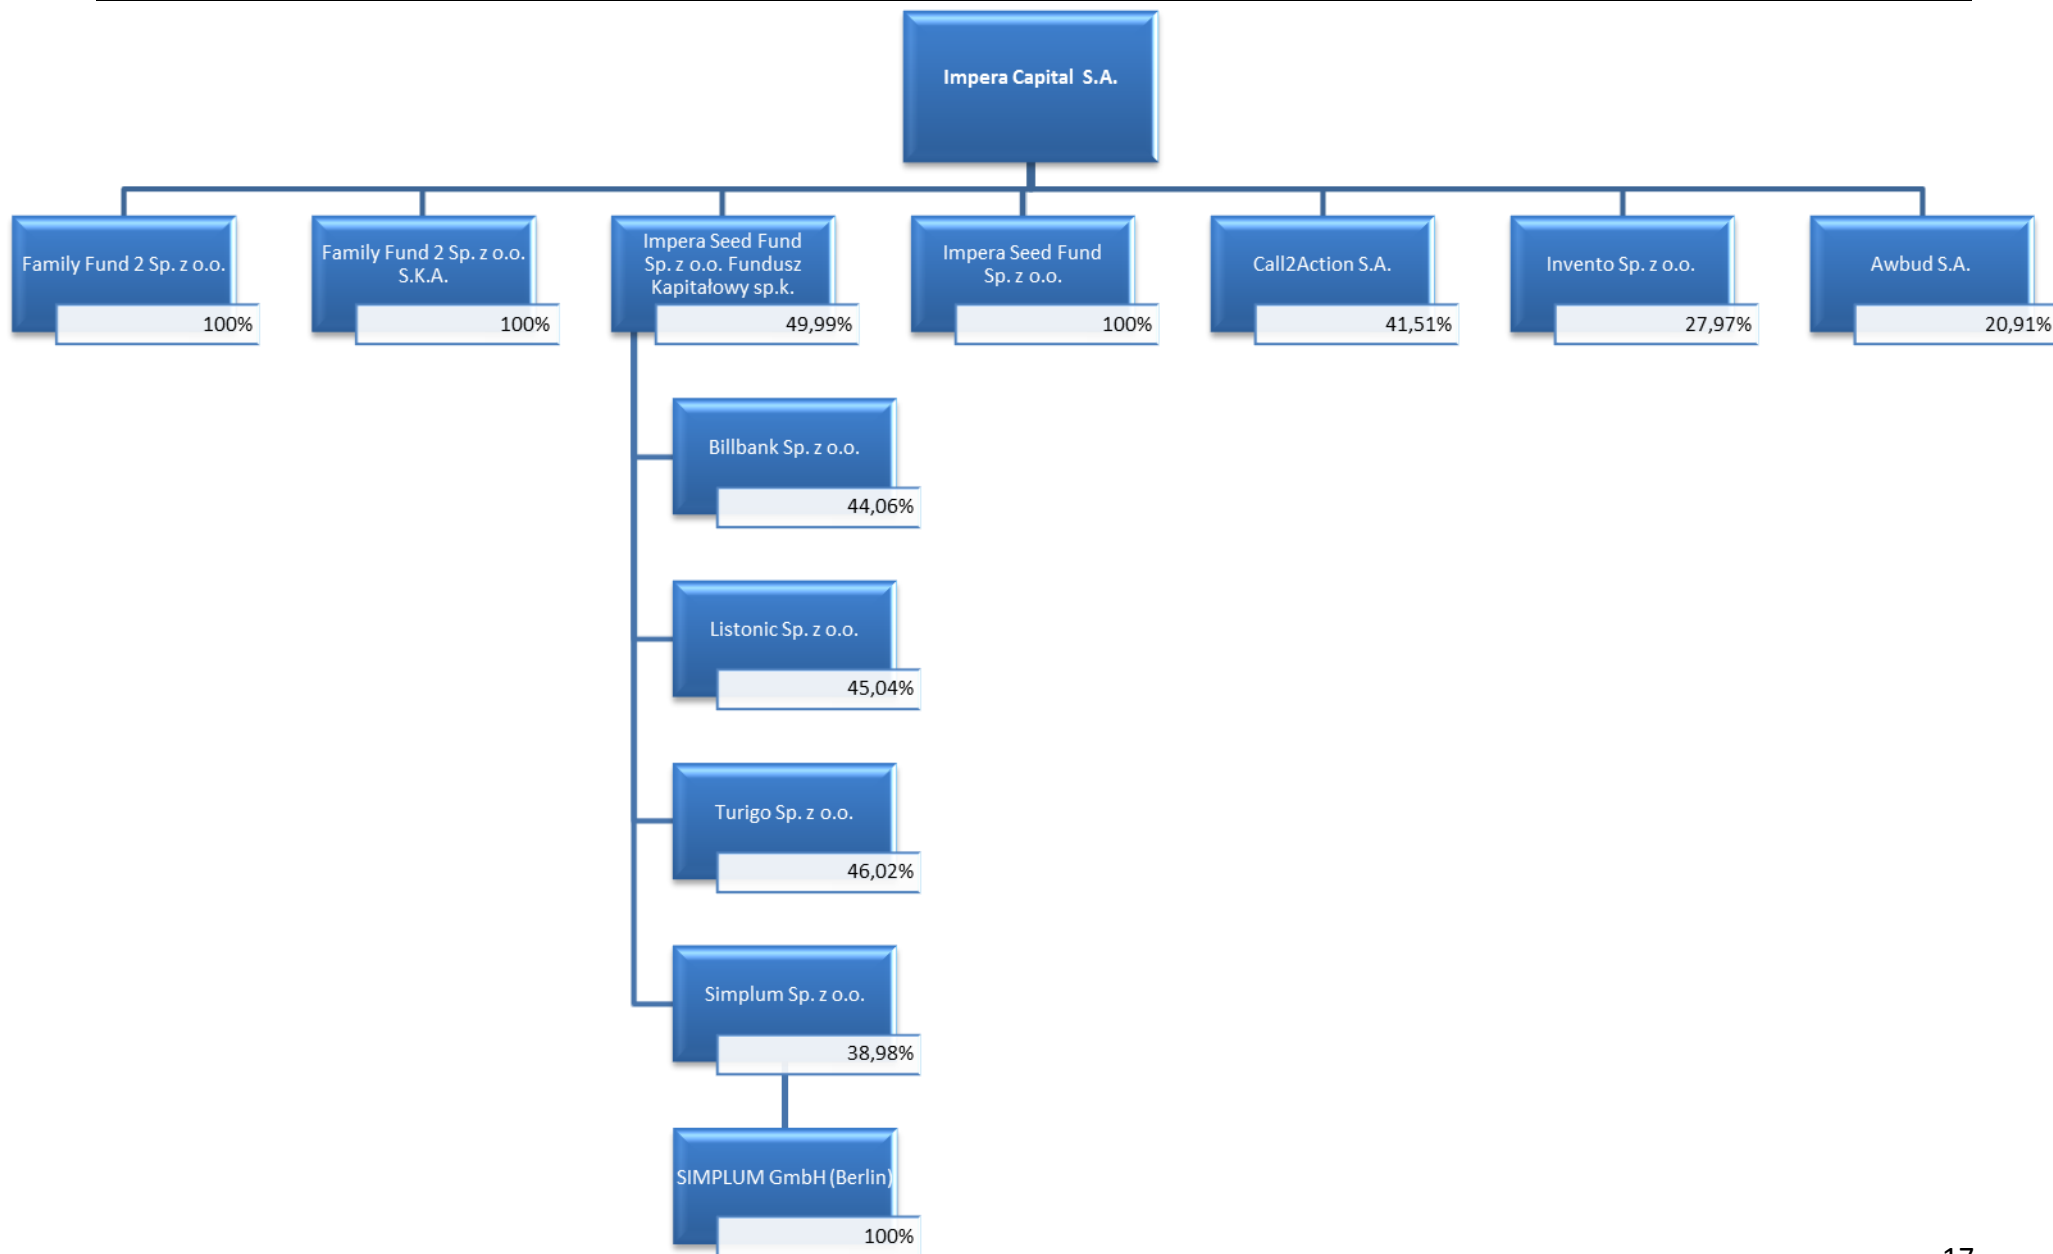 Impera Capital S.A.
Family Fund 2 Sp. z o.o.
100%
Family Fund 2 Sp. z o.o.
S.K.A.
100%
Impera Seed Fund
Sp. z o.o. Fundusz
Kapitałowy sp.k.
49,99%
Impera Seed Fund
Sp. z o.o.
100%
Call2Action S.A.
41,51%
Invento Sp. z o.o.
27,97%
Awbud S.A.
20,91%
Billbank Sp. z o.o.
44,06%
Listonic Sp. z o.o.
45,04%
Turigo Sp. z o.o.
46,02%
Simplum Sp. z o.o.
38,98%
SIMPLUM GmbH (Berlin)
100%
17